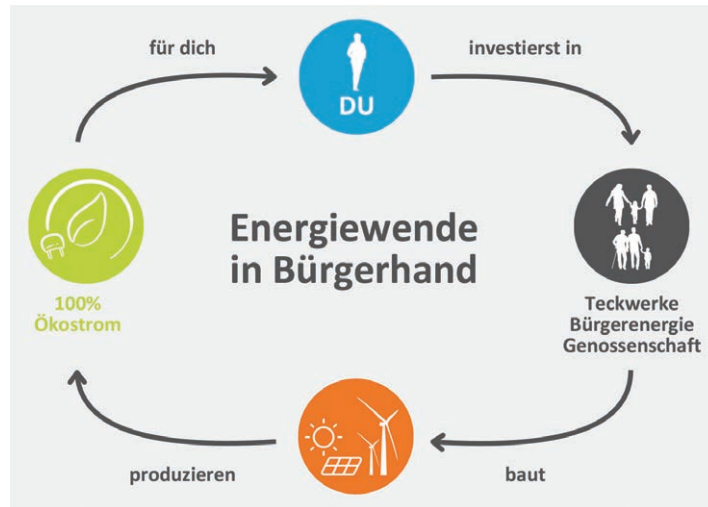 für dich
investierst in
DU
Energiewende
in Bürgerhand
100%
Ökostrom
Teckwerke
Bürgerenergie
Genossenschaft
produzieren
baut